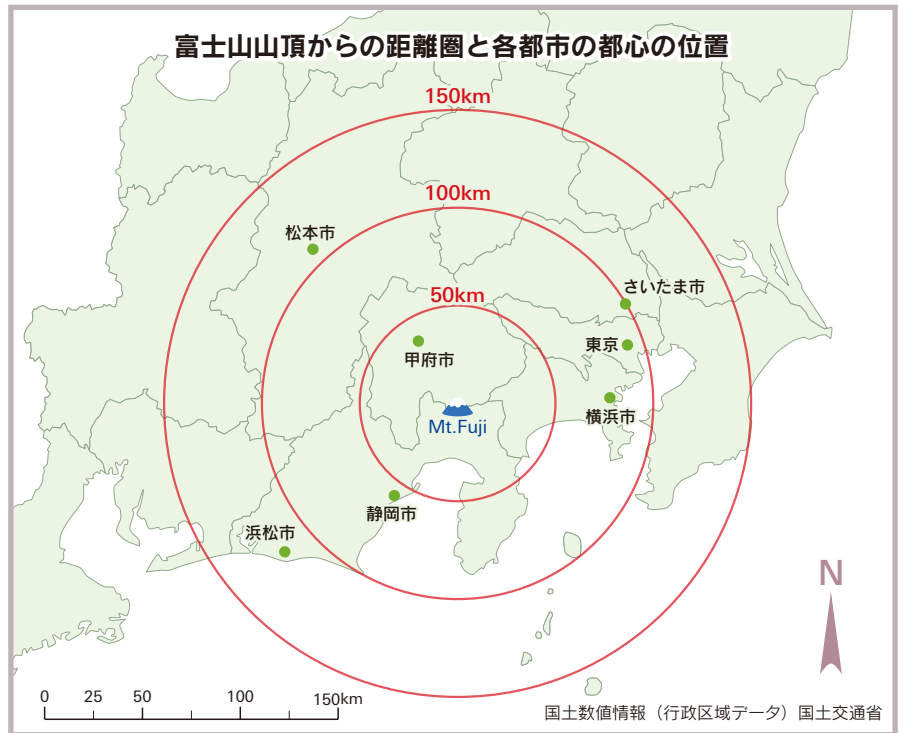 富士山山頂からの距離圏と各都市の都心の位置
150km
100km
松本市
さいたま市
50km
東京
甲府市
横浜市
Mt.Fuji
静岡市
浜松市
N
0 25 50 100 150km
国土数値情報（行政区域データ）国土交通省